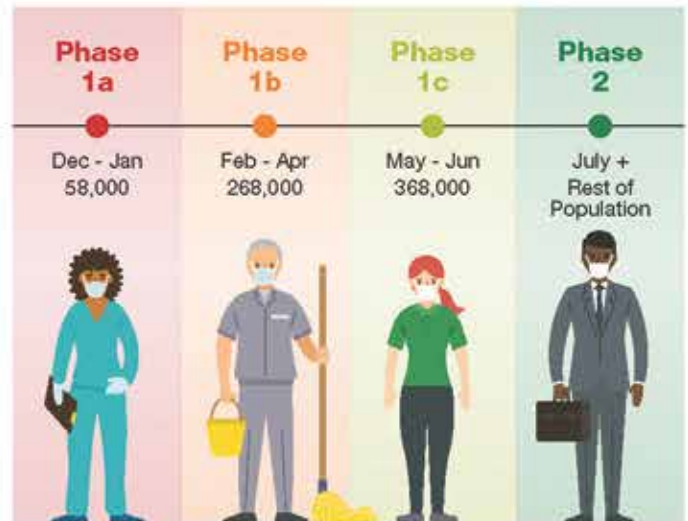 Phase
1a
Dec - Jan
58,000
Phase
1b
Feb - Apr
268,000
Phase
1c
May - Jun
368,000
Phase
2
July +
Rest of
Population